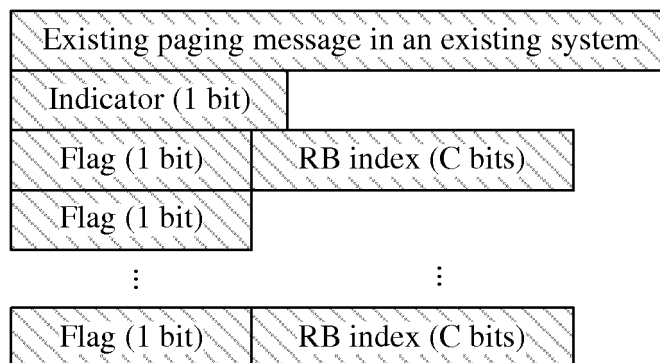 Existing paging message in an existing system
Indicator (1 bit)
Flag (1 bit) RB index (C bits)
Flag (1 bit)
⋮ ⋮
Flag (1 bit) RB index (C bits)